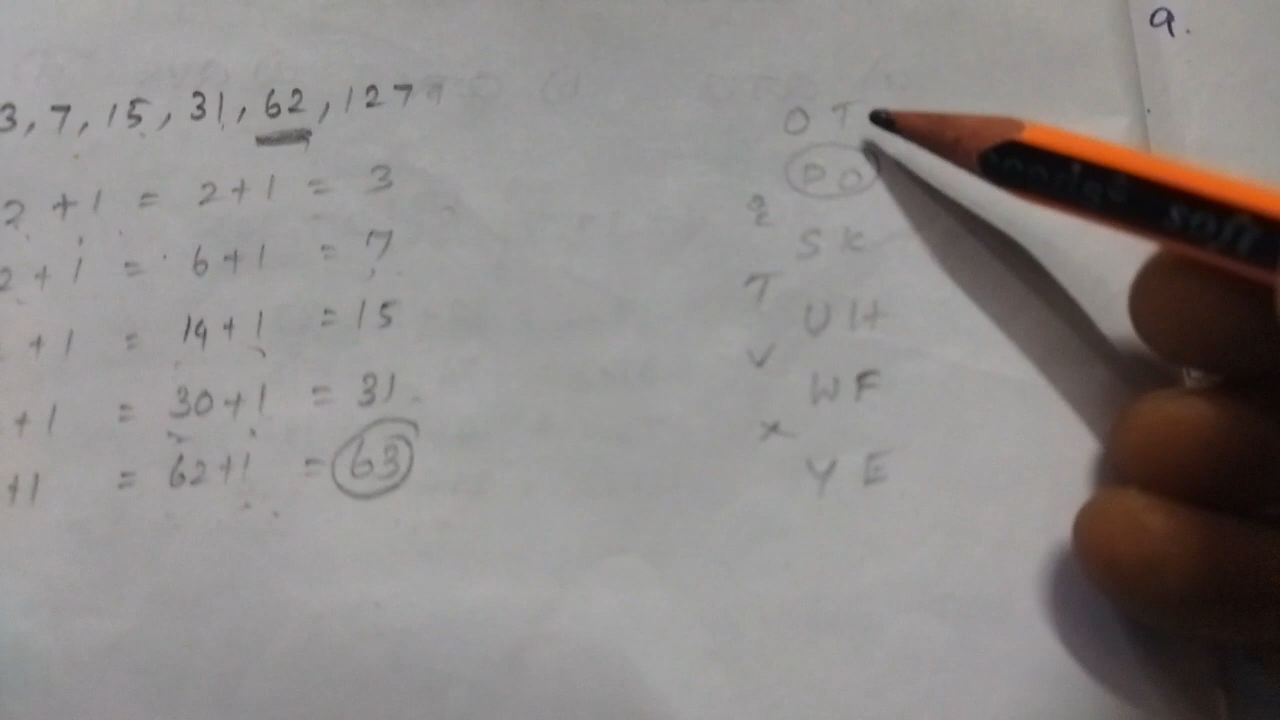 3, 7, 15, 31, 62, 127
2 + 1 = 2 + 1 = 3
2 + 1 = 6 + 1 = 7
+ 1 = 14 + 1 = 15
+ 1 = 30 + 1 = 31
+ 1 = 62 + 1 = 63
O T
P O
S K
T
U H
V
W F
x
Y E
9.
soft